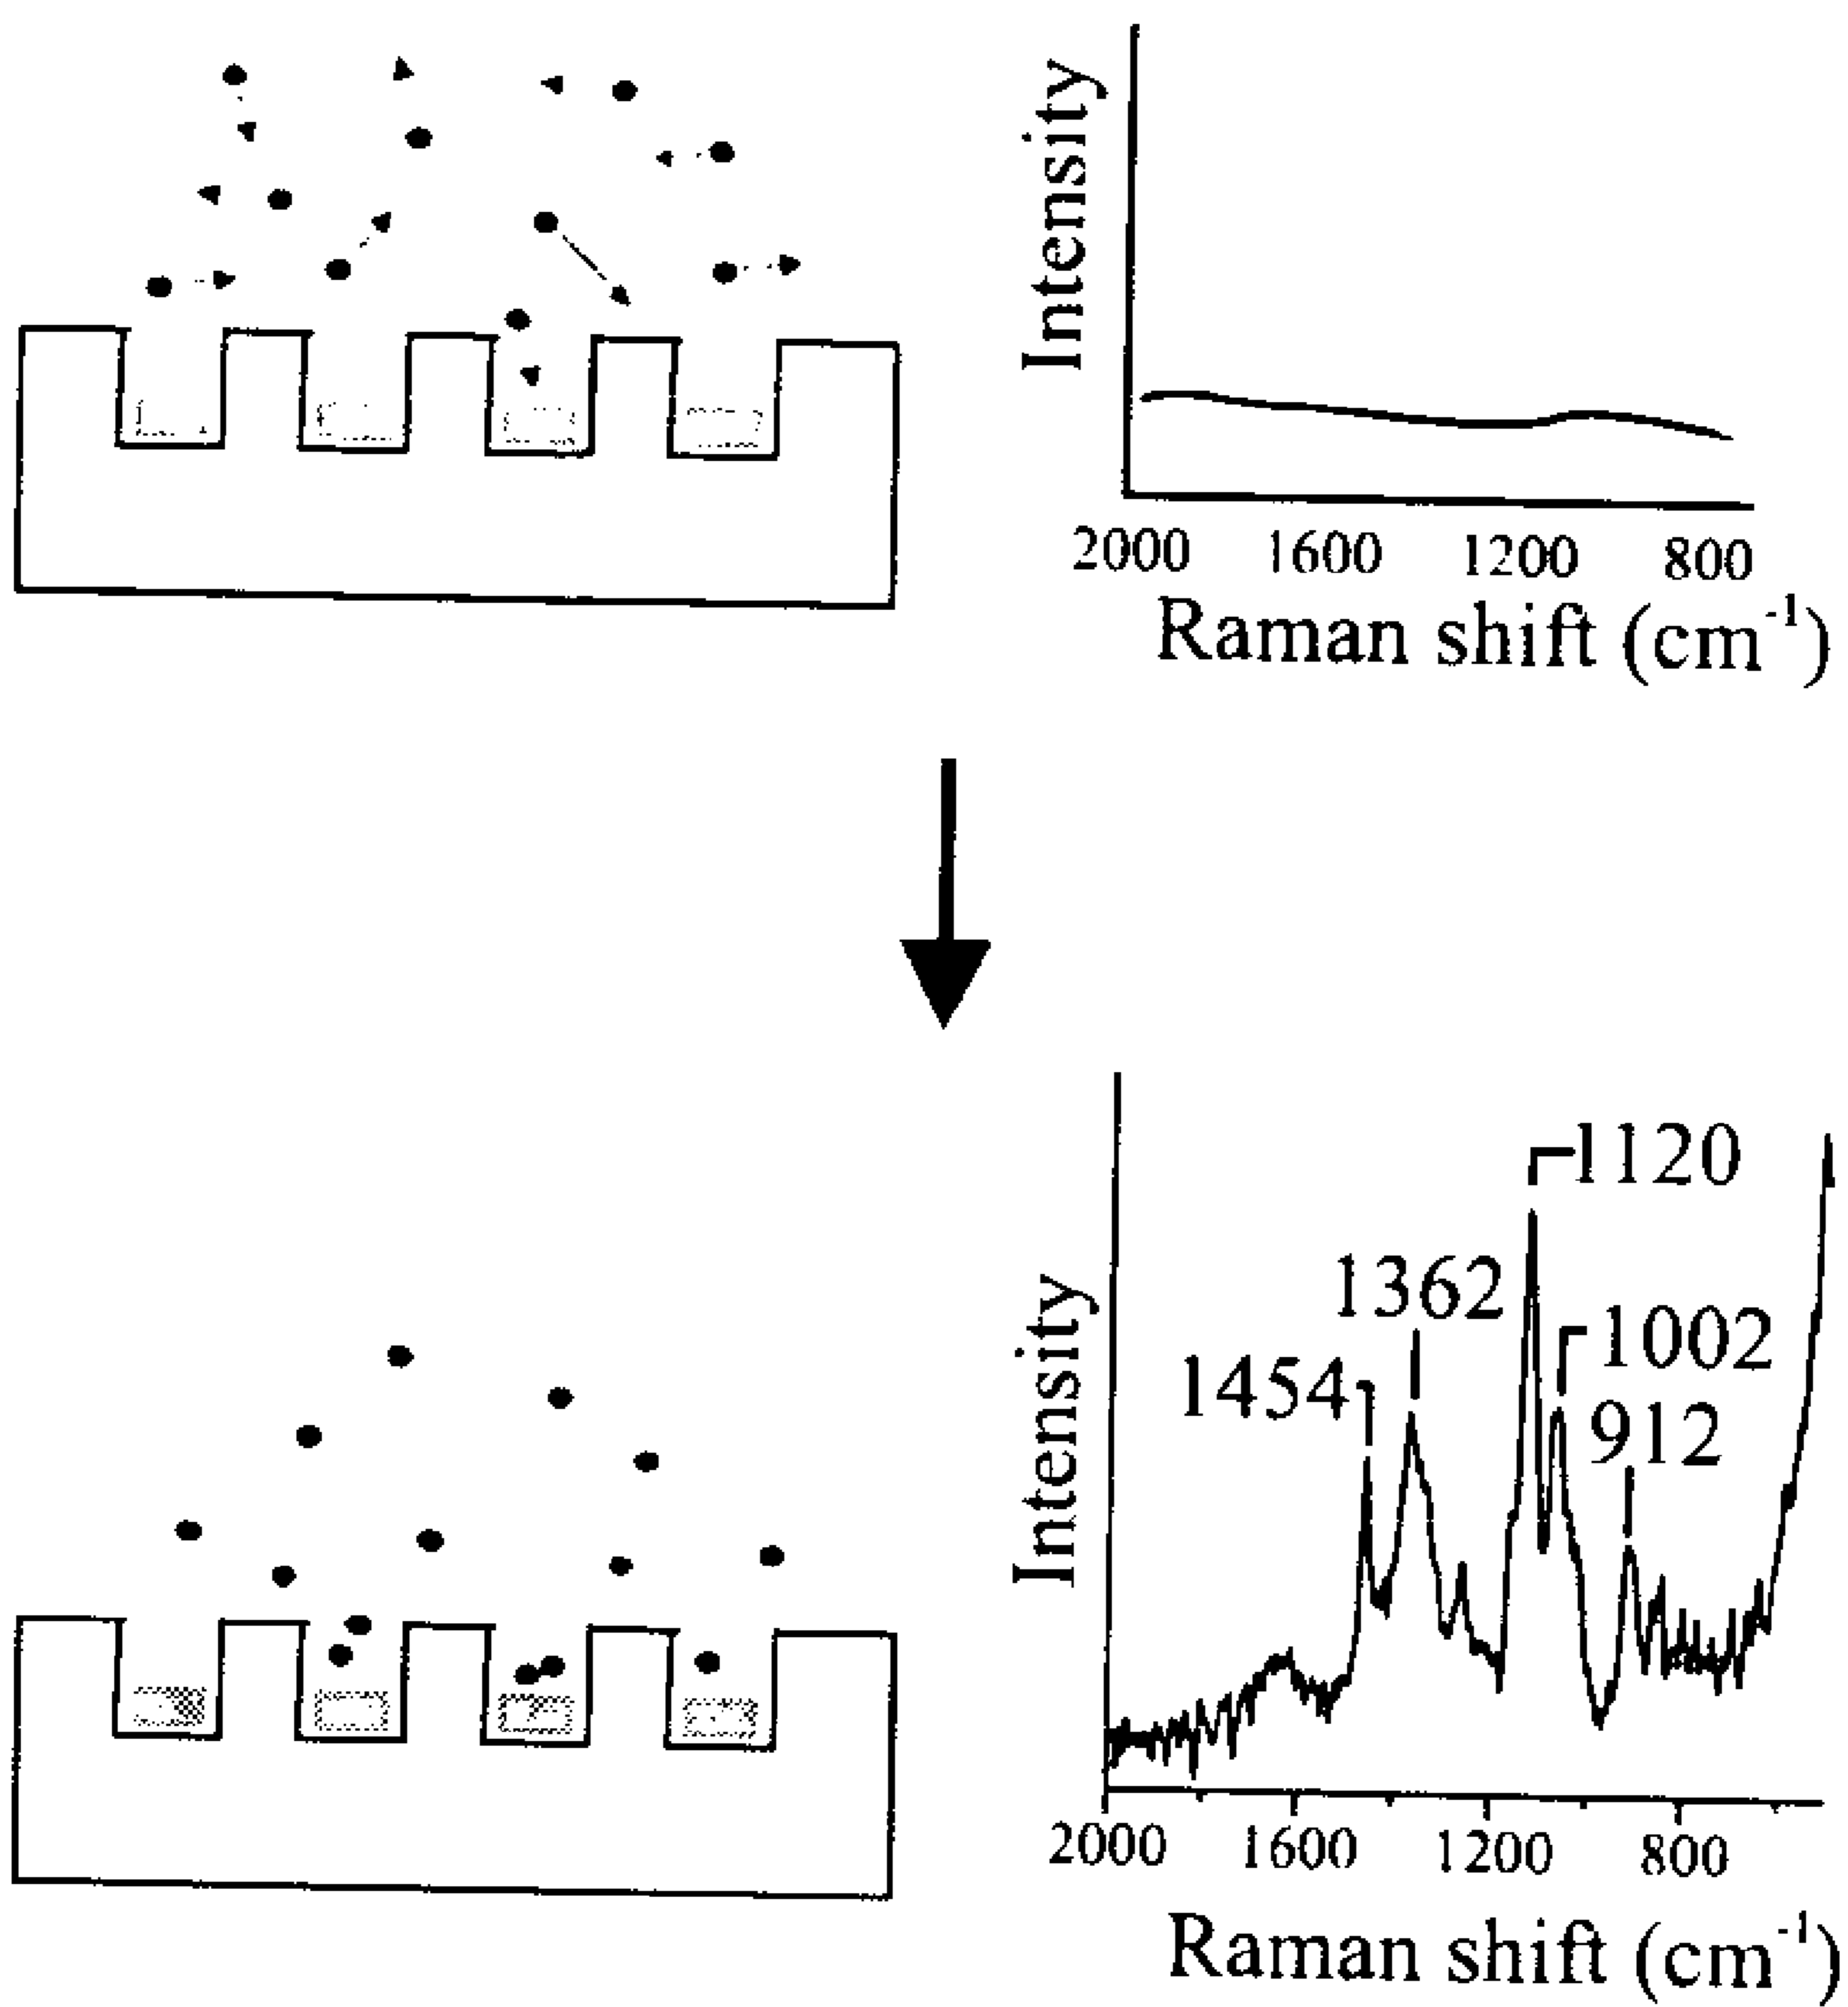 Intensity
2000 1600 1200 800
Raman shift (cm-1)
1120
1362
1002
1454
912
Intensity
2000 1600 1200 800
Raman shift (cm-1)